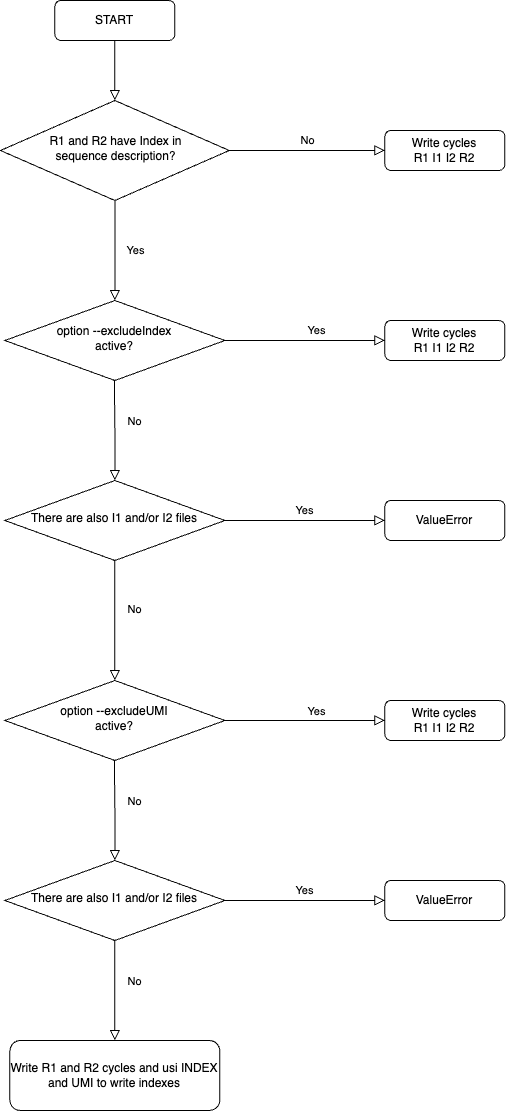 START
R1 and R2 have Index in
sequence description?
No
Write cycles
R1 I1 I2 R2
Yes
option --excludeIndex
active?
Yes
Write cycles
R1 I1 I2 R2
No
There are also I1 and/or I2 files
Yes
ValueError
No
option --excludeUMI
active?
Yes
Write cycles
R1 I1 I2 R2
No
There are also I1 and/or I2 files
Yes
ValueError
No
Write R1 and R2 cycles and usi INDEX
and UMI to write indexes